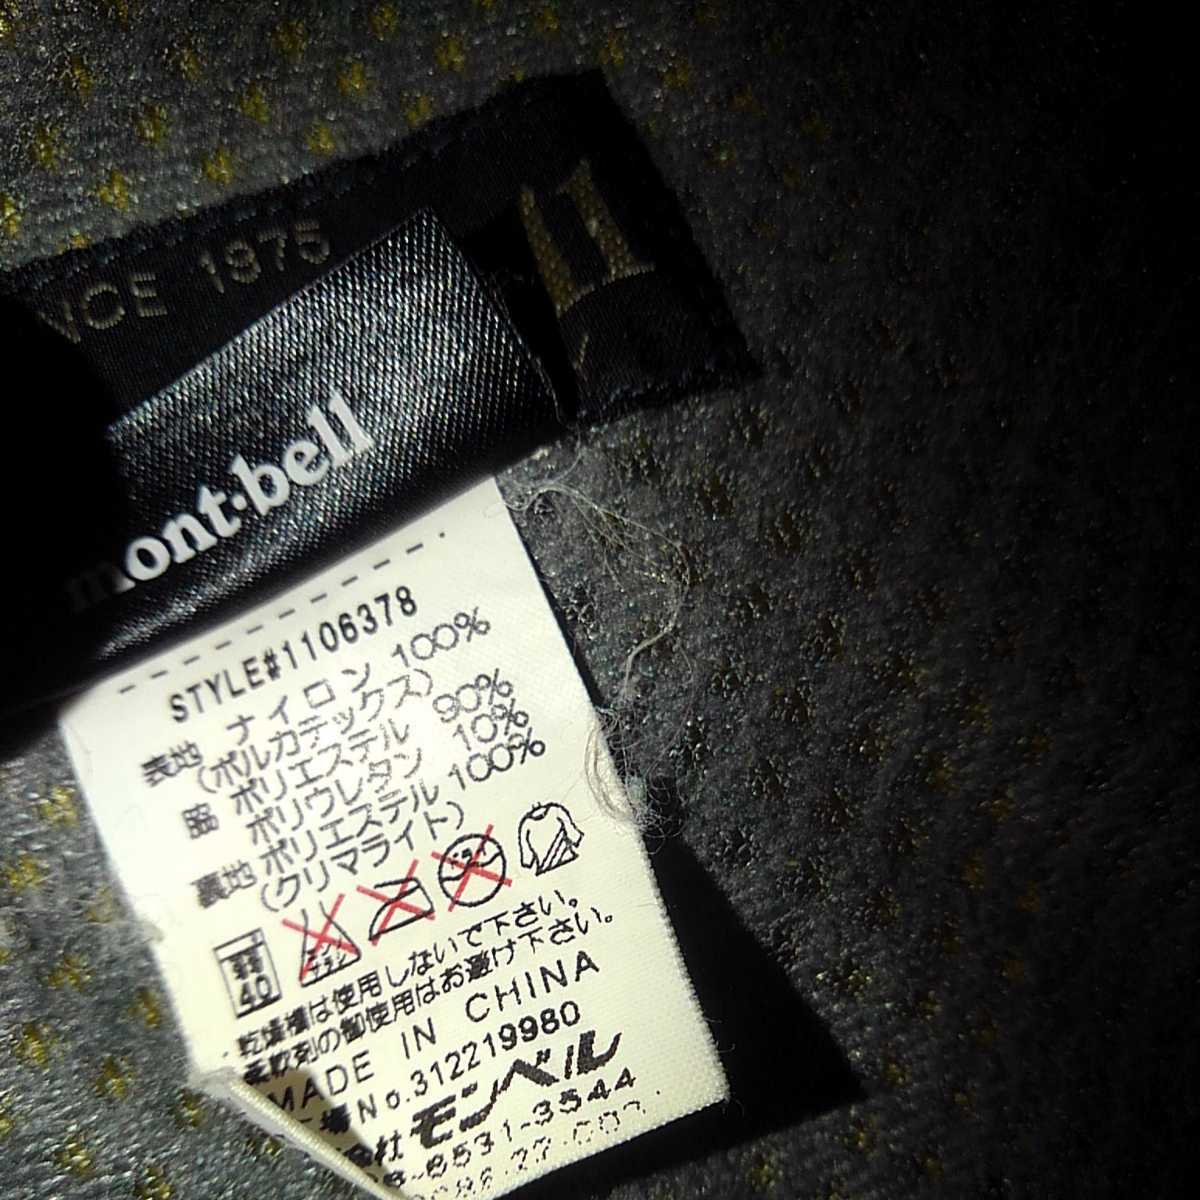 NCE 1975
mont·bell
STYLE#1106378
表地 ナイロン 100%
(ポルカテックス)
脇 ポリエステル 90%
ポリウレタン 10%
裏地 ポリエステル 100%
(クリマライト)
40
乾燥機は使用しないで下さい。
柔軟剤の御使用はお避け下さい。
MADE IN CHINA
No.312219980
モンベル
6-6531-3544